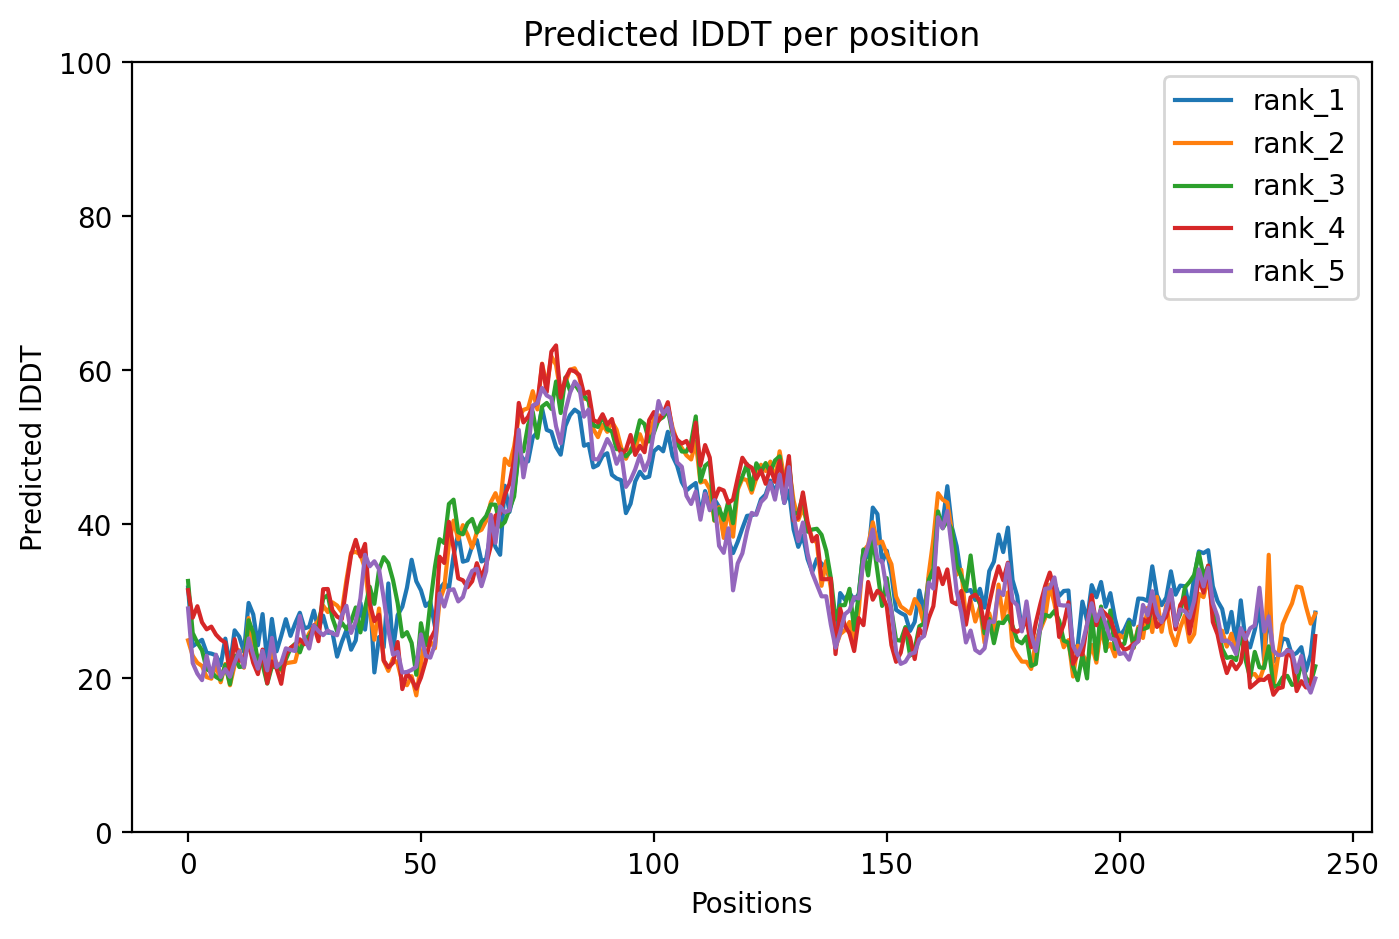 Predicted lDDT per position
100
80
60
40
20
0
Predicted lDDT
rank_1
rank_2
rank_3
rank_4
rank_5
0 50 100 150 200 250
Positions